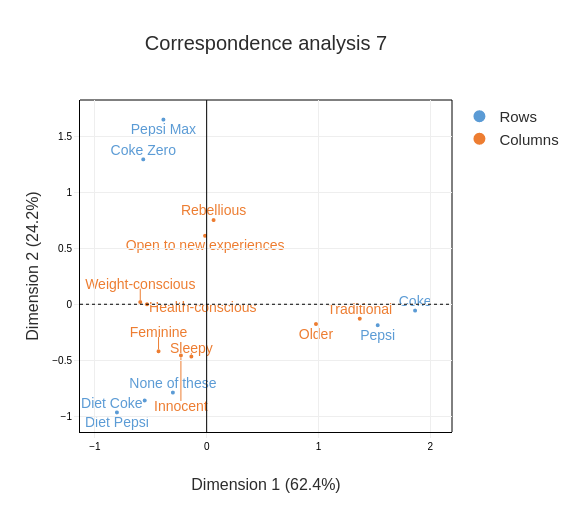 Correspondence analysis 7
Rows
Columns
Dimension 2 (24.2%)
1.5
1
0.5
0
−0.5
−1
Pepsi Max
Coke Zero
Rebellious
Open to new experiences
Weight-conscious
Health-conscious
Coke
Traditional
Older
Pepsi
Feminine
Sleepy
None of these
Diet Coke
Innocent
Diet Pepsi
−1
0
1
2
Dimension 1 (62.4%)